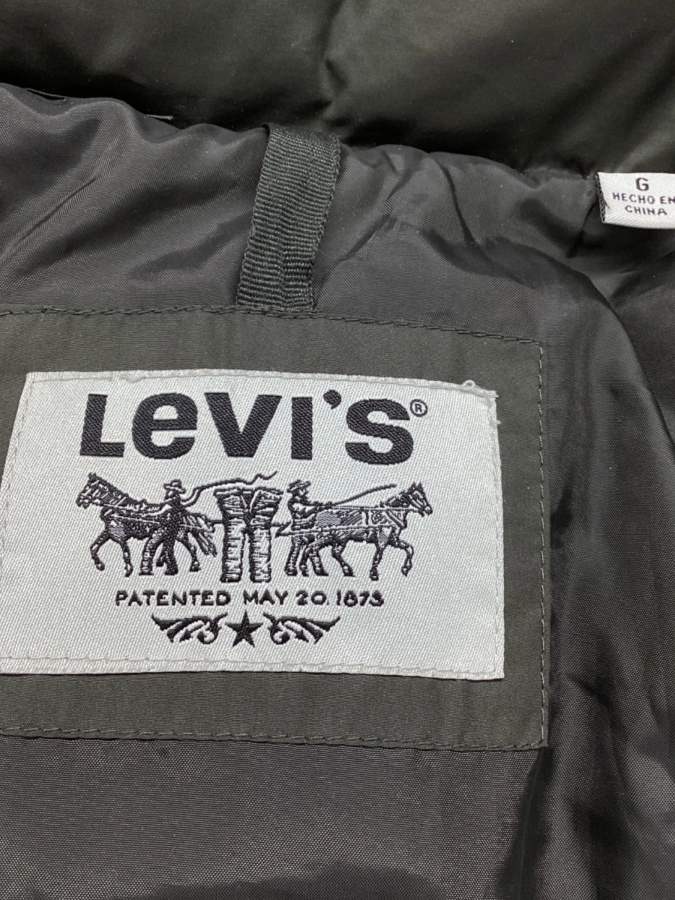 G
HECHO EN
CHINA
LeVI'S®
PATENTED MAY 20.1873